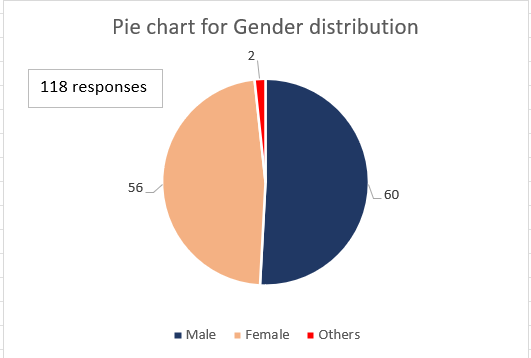 Pie chart for Gender distribution
2
118 responses
56
60
Male Female Others